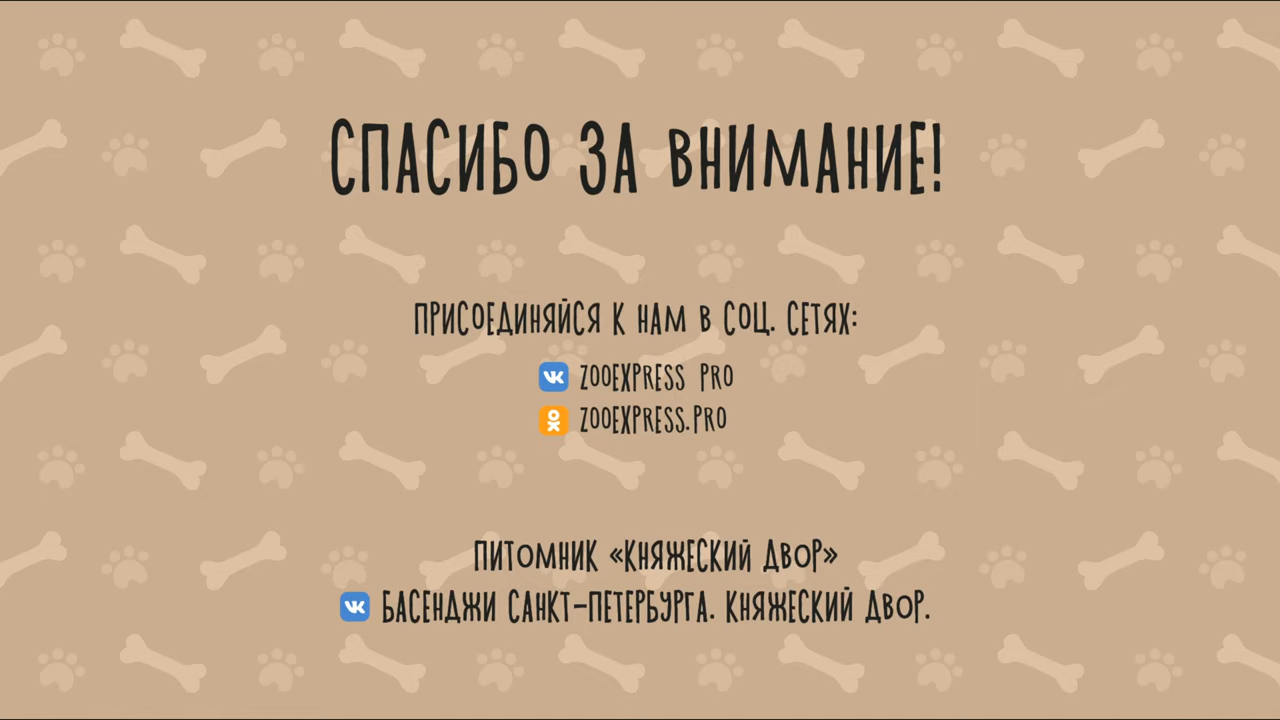 СПАСИБО ЗА ВНИМАНИЕ!
ПРИСОЕДИНЯЙСЯ К НАМ В СОЦ. СЕТЯХ:
ZOOEXPRESS PRO
ZOOEXPRESS.PRO
ПИТОМНИК «КНЯЖЕСКИЙ ДВОР»
БАСЕНДЖИ САНКТ-ПЕТЕРБУРГА. КНЯЖЕСКИЙ ДВОР.